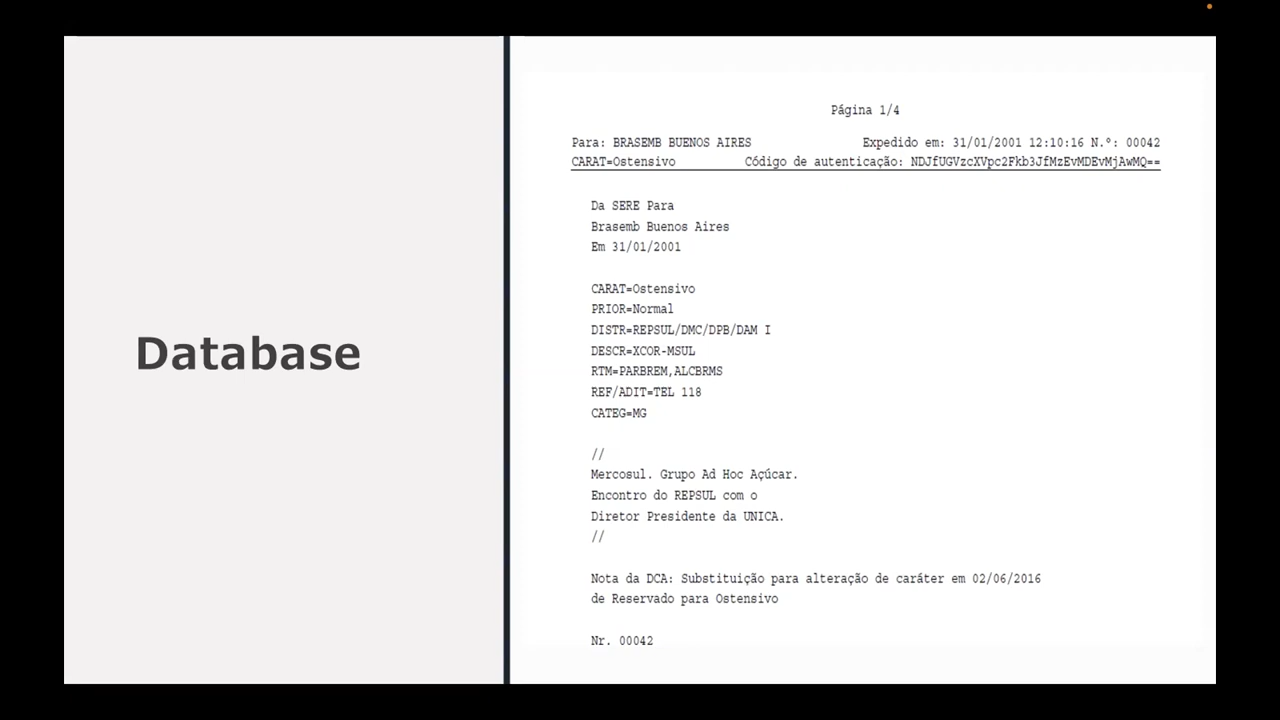 Database
Página 1/4
Para: BRASEMB BUENOS AIRES Expedido em: 31/01/2001 12:10:16 N.º: 00042
CARAT=Ostensivo Código de autenticação: NDJfUGVzcXVpc2Fkb3JfMzEvMDEvMjAwMQ==
Da SERE Para
Brasemb Buenos Aires
Em 31/01/2001
CARAT=Ostensivo
PRIOR=Normal
DISTR=REPSUL/DMC/DPB/DAM I
DESCR=XCOR-MSUL
RTM=PARBREM,ALCBRMS
REF/ADIT=TEL 118
CATEG=MG
//
Mercosul. Grupo Ad Hoc Açúcar.
Encontro do REPSUL com o
Diretor Presidente da UNICA.
//
Nota da DCA: Substituição para alteração de caráter em 02/06/2016
de Reservado para Ostensivo
Nr. 00042